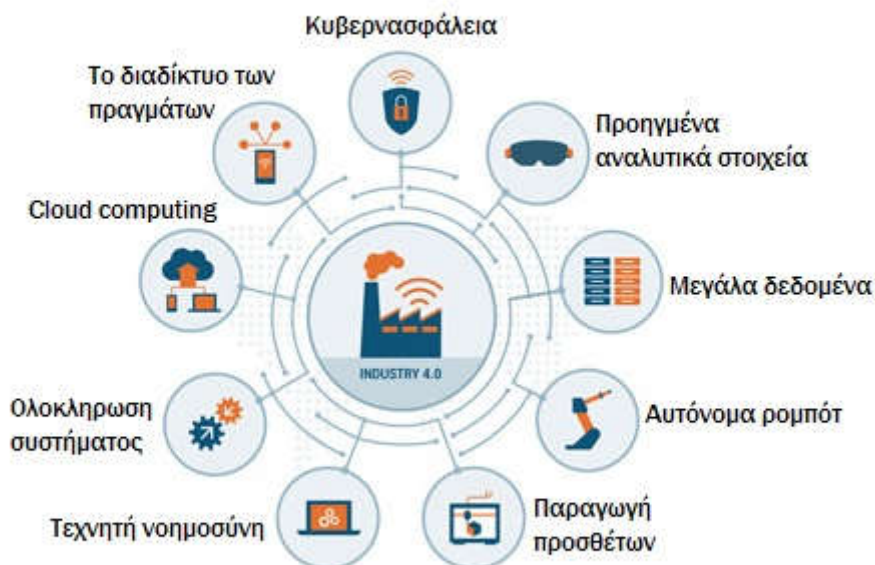 Κυβερνασφάλεια
Το διαδίκτυο των
πραγμάτων
Προηγμένα
αναλυτικά στοιχεία
Cloud computing
Μεγάλα δεδομένα
INDUSTRY 4.0
Ολοκληρωση
συστήματος
Αυτόνομα ρομπότ
Τεχνητή νοημοσύνη
Παραγωγή
προσθέτων